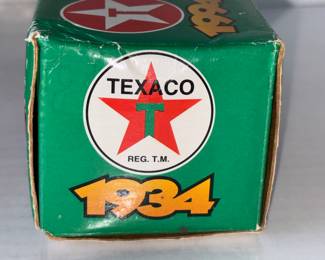 TEXACO
T
REG. T.M.
1934